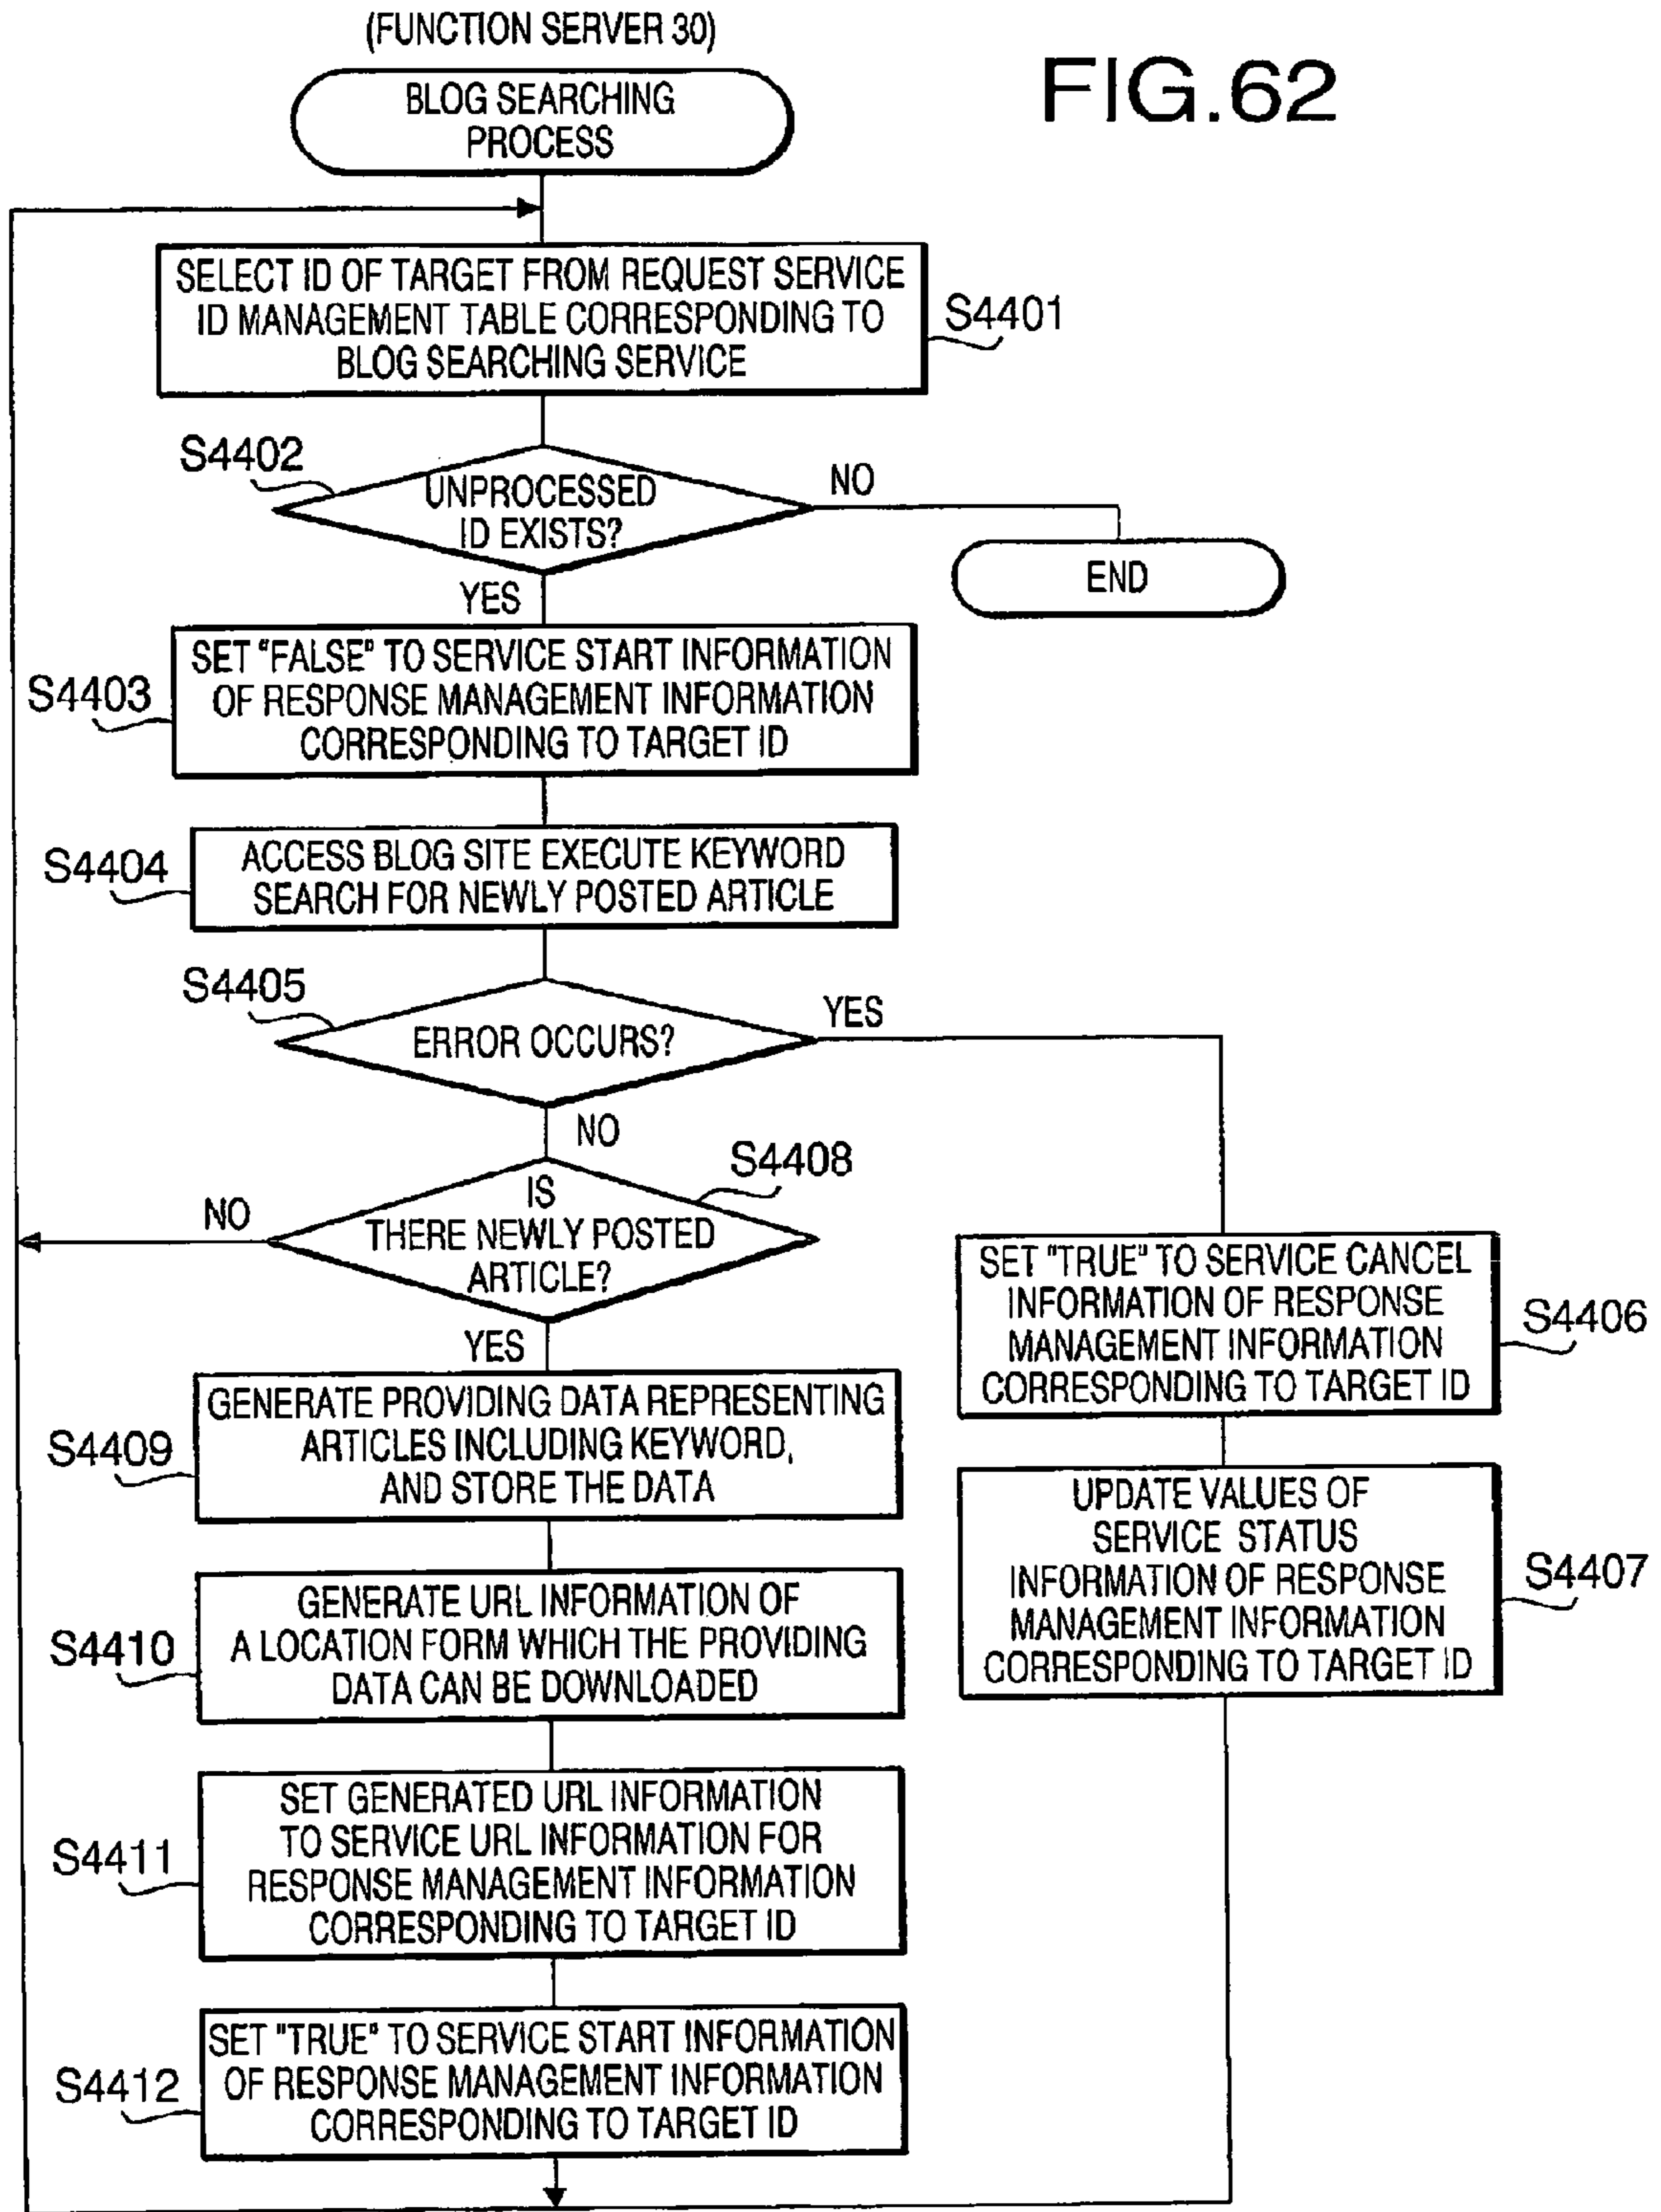 (FUNCTION SERVER 30)
FIG.62
BLOG SEARCHING
PROCESS
SELECT ID OF TARGET FROM REQUEST SERVICE
ID MANAGEMENT TABLE CORRESPONDING TO
BLOG SEARCHING SERVICE
S4401
S4402
UNPROCESSED
ID EXISTS?
NO
END
YES
SET "FALSE" TO SERVICE START INFORMATION
OF RESPONSE MANAGEMENT INFORMATION
CORRESPONDING TO TARGET ID
S4403
ACCESS BLOG SITE EXECUTE KEYWORD
SEARCH FOR NEWLY POSTED ARTICLE
S4404
S4405
ERROR OCCURS?
YES
NO
S4408
IS
THERE NEWLY POSTED
ARTICLE?
NO
YES
SET "TRUE" TO SERVICE CANCEL
INFORMATION OF RESPONSE
MANAGEMENT INFORMATION
CORRESPONDING TO TARGET ID
S4406
GENERATE PROVIDING DATA REPRESENTING
ARTICLES INCLUDING KEYWORD,
AND STORE THE DATA
S4409
UPDATE VALUES OF
SERVICE STATUS
INFORMATION OF RESPONSE
MANAGEMENT INFORMATION
CORRESPONDING TO TARGET ID
S4407
GENERATE URL INFORMATION OF
A LOCATION FORM WHICH THE PROVIDING
DATA CAN BE DOWNLOADED
S4410
SET GENERATED URL INFORMATION
TO SERVICE URL INFORMATION FOR
RESPONSE MANAGEMENT INFORMATION
CORRESPONDING TO TARGET ID
S4411
SET "TRUE" TO SERVICE START INFORMATION
OF RESPONSE MANAGEMENT INFORMATION
CORRESPONDING TO TARGET ID
S4412